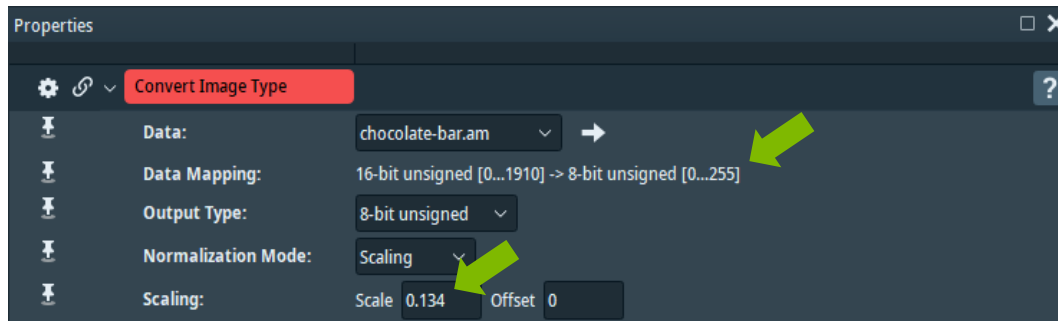 Properties
Convert Image Type
?
Data: chocolate-bar.am
Data Mapping: 16-bit unsigned [0...1910] -> 8-bit unsigned [0...255]
Output Type: 8-bit unsigned
Normalization Mode: Scaling
Scaling: Scale 0.134 Offset 0